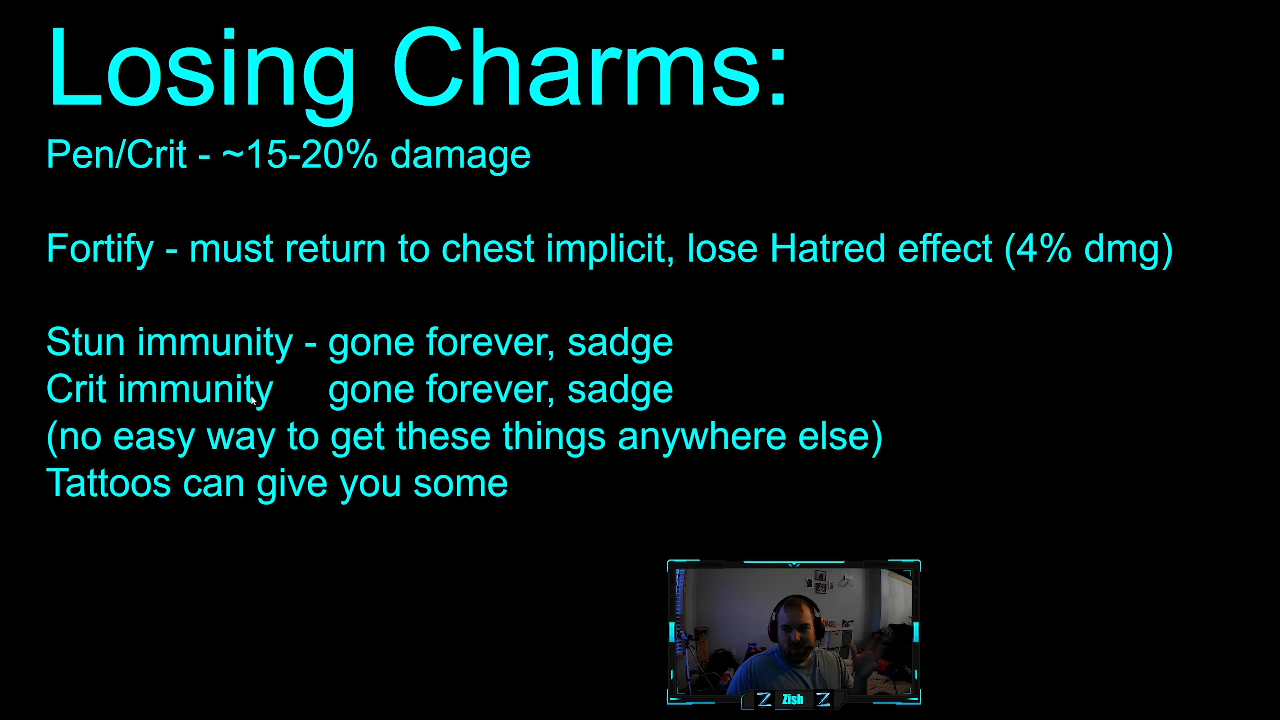 Losing Charms:
Pen/Crit - ~15-20% damage
Fortify - must return to chest implicit, lose Hatred effect (4% dmg)
Stun immunity - gone forever, sadge
Crit immunity gone forever, sadge
(no easy way to get these things anywhere else)
Tattoos can give you some
Z Zish Z